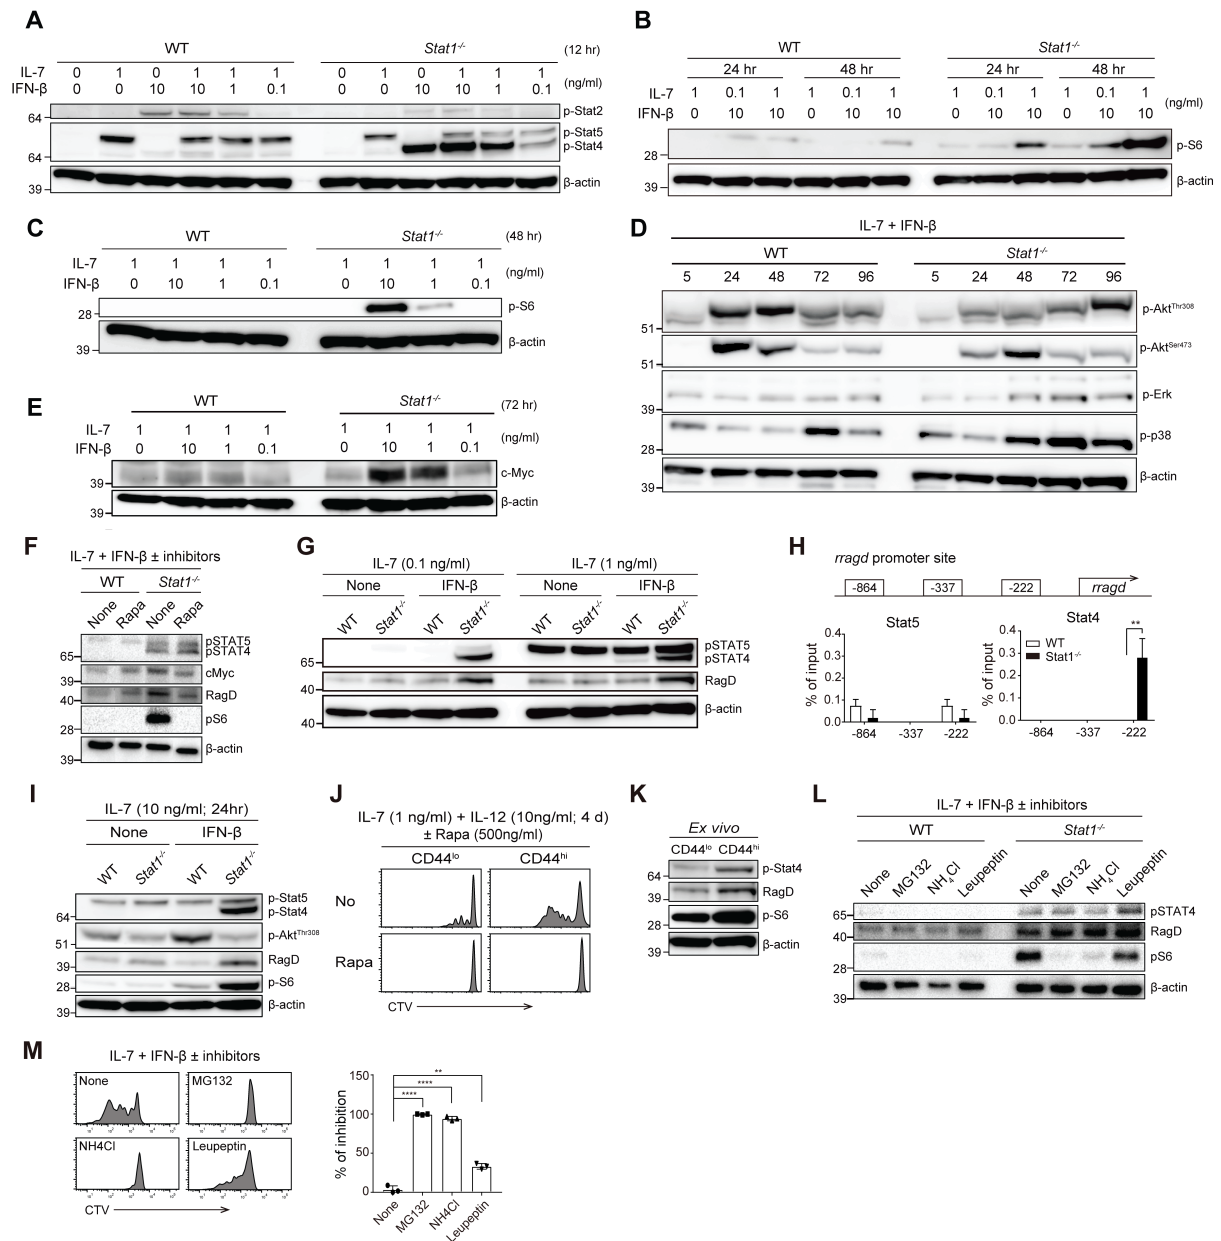 A
WT Stat1-/- (12 hr)
IL-7 0 1 0 1 1 1 0 1 0 1 1 1
IFN-β 0 0 10 10 1 0.1 0 0 10 10 1 0.1 (ng/ml)
p-Stat2
64
p-Stat5
p-Stat4
64
β-actin
39
B
WT Stat1-/-
24 hr 48 hr 24 hr 48 hr
IL-7 1 0.1 1 1 0.1 1 1 0.1 1 1 0.1 1
IFN-β 0 10 10 0 10 10 0 10 10 0 10 10 (ng/ml)
p-S6
28
39
β-actin
C
WT Stat1-/- (48 hr)
IL-7 1 1 1 1 1 1 1 1
IFN-β 0 10 1 0.1 0 10 1 0.1 (ng/ml)
28
p-S6
39
β-actin
D
IL-7 + IFN-β
WT Stat1-/-
5 24 48 72 96 5 24 48 72 96
p-AktThr308
51
p-AktSer473
51
p-Erk
39
p-p38
28
β-actin
39
E
WT Stat1-/- (72 hr)
IL-7 1 1 1 1 1 1 1 1
IFN-β 0 10 1 0.1 0 10 1 0.1 (ng/ml)
39
c-Myc
β-actin
39
F
IL-7 + IFN-β ± inhibitors
WT Stat1-/-
None Rapa None Rapa
pSTAT5
65
pSTAT4
39
cMyc
40
RagD
pS6
28
β-actin
39
G
IL-7 (0.1 ng/ml) IL-7 (1 ng/ml)
None IFN-β None IFN-β
WT Stat1-/- WT Stat1-/- WT Stat1-/- WT Stat1-/-
pSTAT5
65
pSTAT4
RagD
40
β-actin
40
H
rragd promoter site
-864 -337 -222 rragd
Stat5
% of input
0.4
0.3
0.2
0.1
0.0
-864 -337 -222
Stat4
% of input
0.4
0.3
0.2
0.1
0.0
WT
Stat1-/-
**
-864 -337 -222
I
IL-7 (10 ng/ml; 24hr)
None IFN-β
WT Stat1-/- WT Stat1-/-
p-Stat5
64
p-Stat4
p-AktThr308
51
RagD
39
p-S6
28
β-actin
39
J
IL-7 (1 ng/ml) + IL-12 (10ng/ml; 4 d)
± Rapa (500ng/ml)
CD44lo CD44hi
No
Rapa
CTV
K
Ex vivo
CD44lo CD44hi
p-Stat4
64
RagD
39
p-S6
28
β-actin
39
L
IL-7 + IFN-β ± inhibitors
WT Stat1-/-
None MG132 NH4Cl Leupeptin None MG132 NH4Cl Leupeptin
pSTAT4
64
RagD
40
pS6
28
β-actin
39
M
IL-7 + IFN-β ± inhibitors
None MG132
NH4Cl Leupeptin
CTV
% of inhibition
150
100
50
0
**
****
****
None MG132 NH4Cl Leupeptin